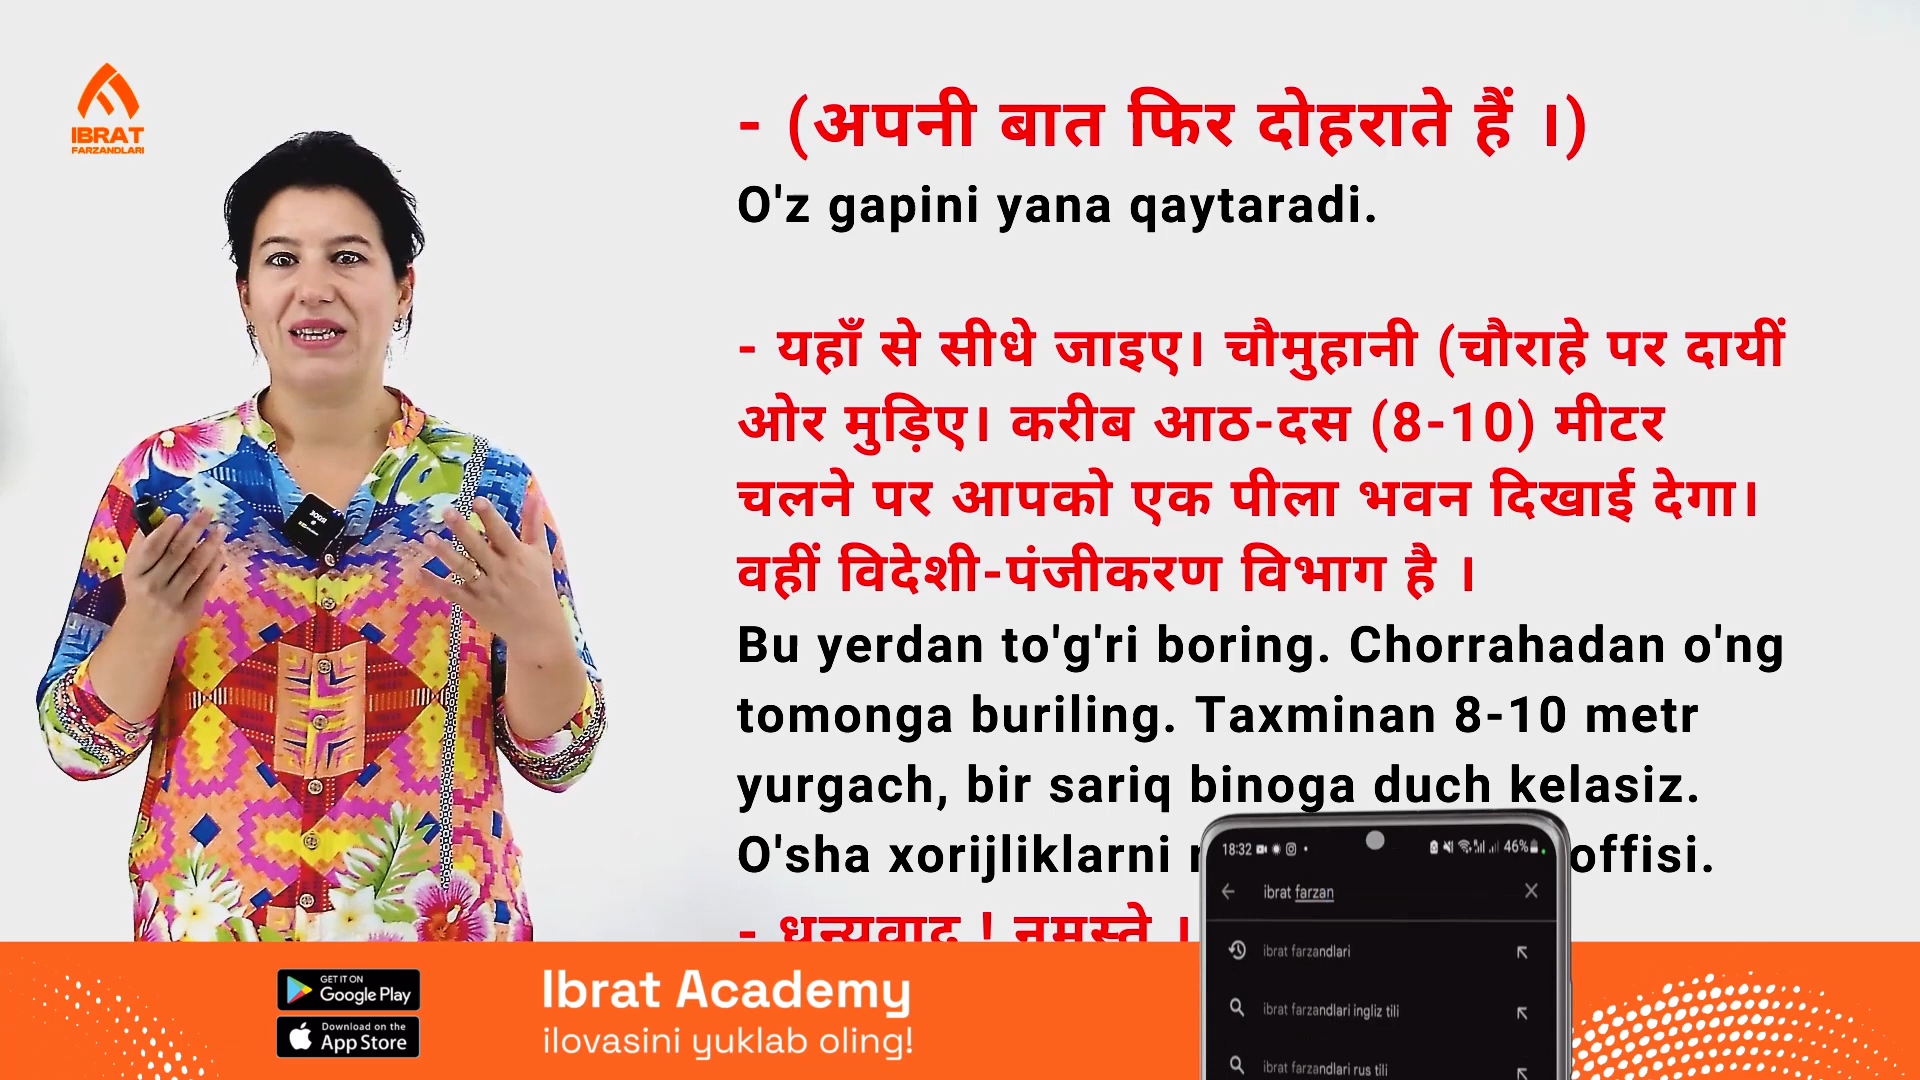 IBRAT
FARZANDLARI
- (अपनी बात फिर दोहराते हैं ।)
O'z gapini yana qaytaradi.
- यहाँ से सीधे जाइए। चौमुहानी (चौराहे पर दायीं
ओर मुड़िए। करीब आठ-दस (8-10) मीटर
चलने पर आपको एक पीला भवन दिखाई देगा।
वहीं विदेशी-पंजीकरण विभाग है ।
Bu yerdan to'g'ri boring. Chorrahadan o'ng
tomonga buriling. Taxminan 8-10 metr
yurgach, bir sariq binoga duch kelasiz.
O'sha xorijliklarni offisi.
- धन्यवाद ! नमस्ते ।
18:32 46%
ibrat farzan
ibrat farzandlari
ibrat farzandlari ingliz tili
ibrat farzandlari rus tili
GET IT ON
Google Play
Download on the
App Store
Ibrat Academy
ilovasini yuklab oling!